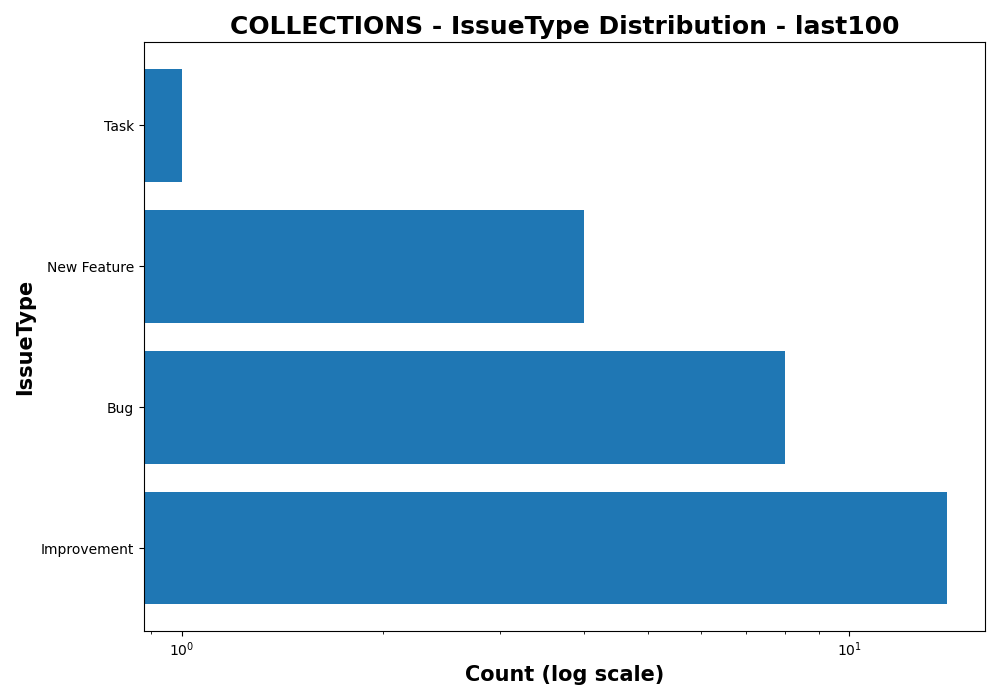 COLLECTIONS - IssueType Distribution - last100
Task
New Feature
Bug
Improvement
IssueType
10⁰
10¹
Count (log scale)